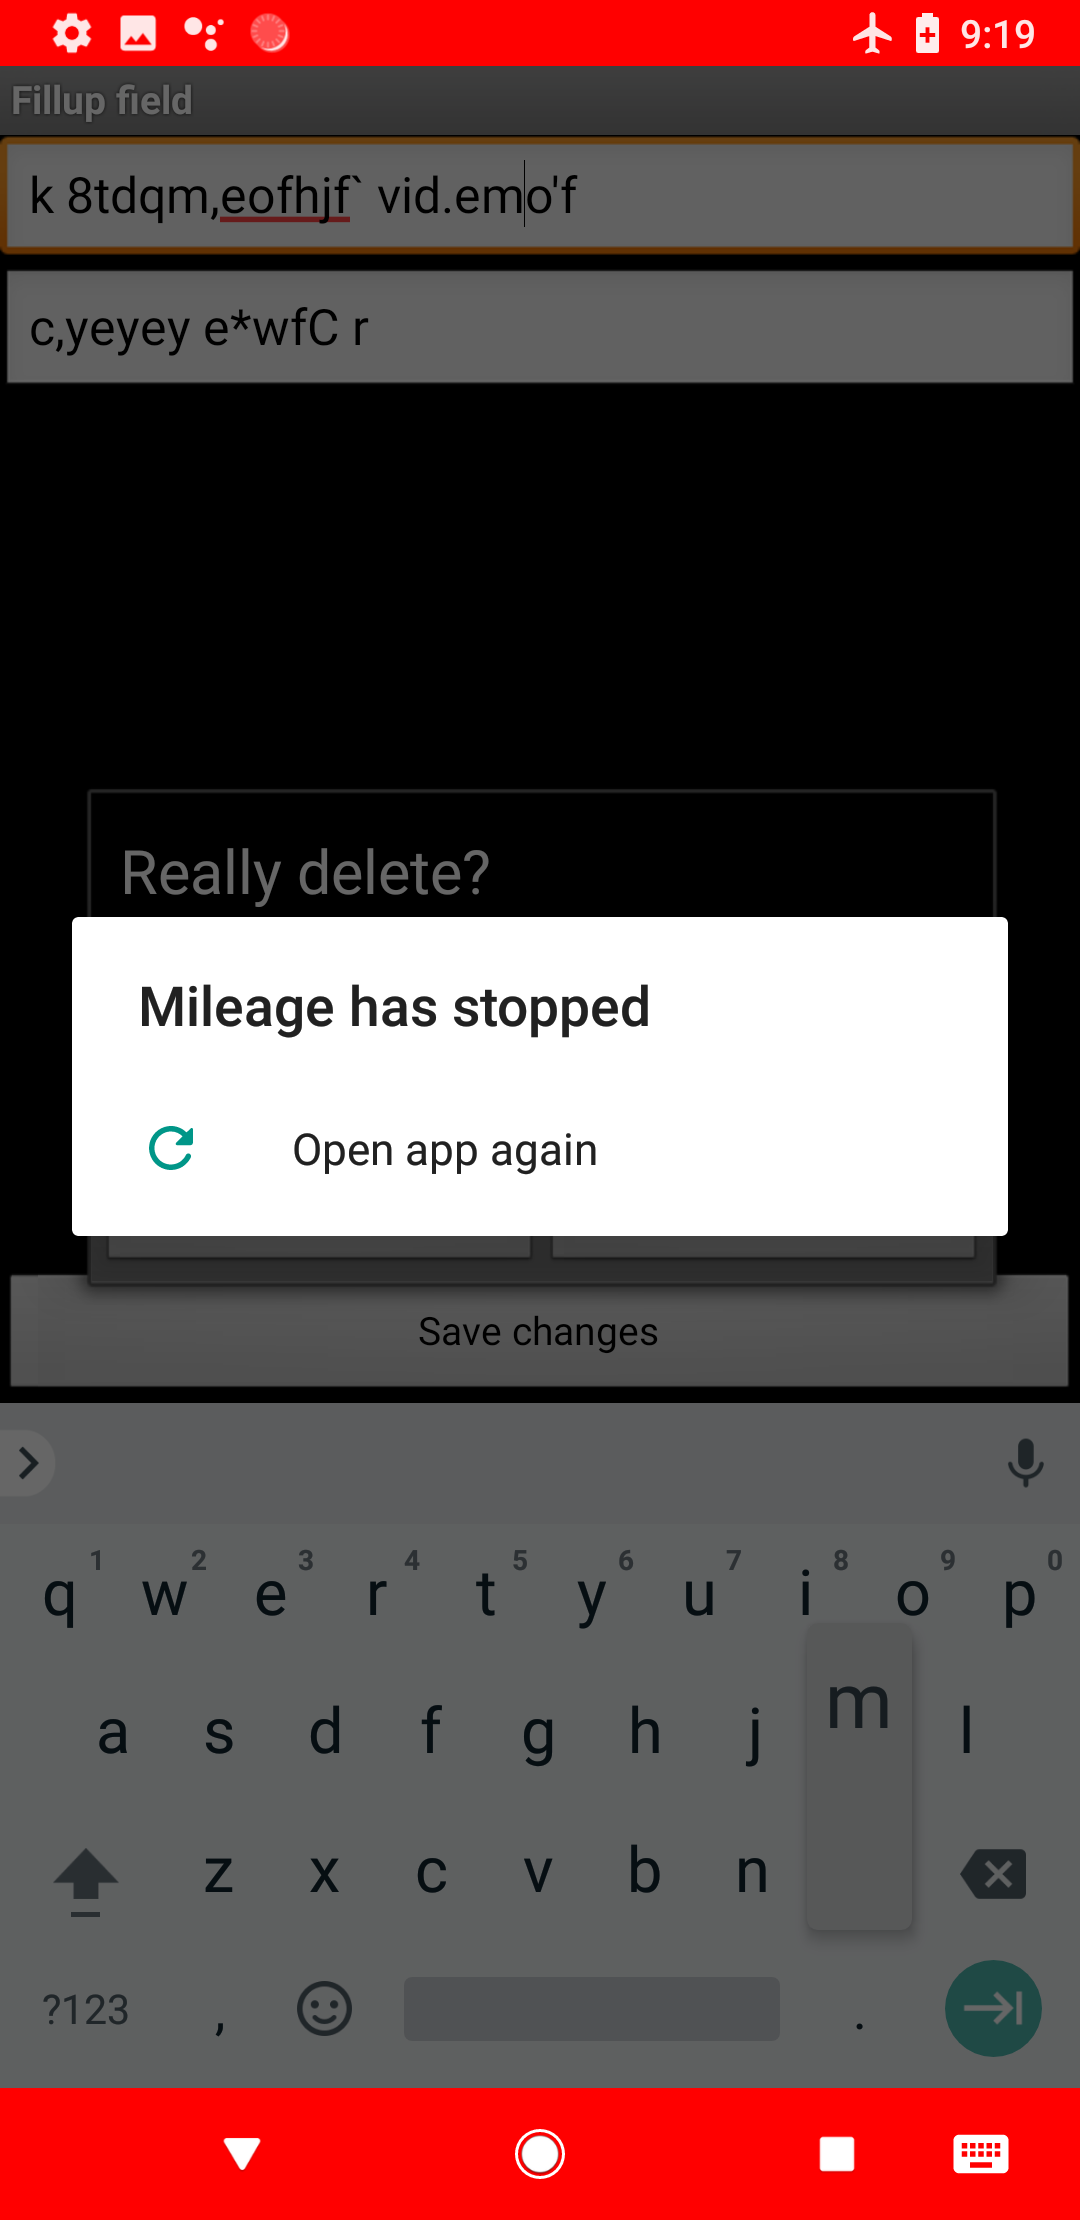 9:19
Fillup field
k 8tdqm,eofhjf` vid.emo'f
c,yeyey e*wfC r
Really delete?
Mileage has stopped
Open app again
Save changes
1 2 3 4 5 6 7 8 9 0
q w e r t y u i o p
a s d f g h j l
m
z x c v b n
?123 , .